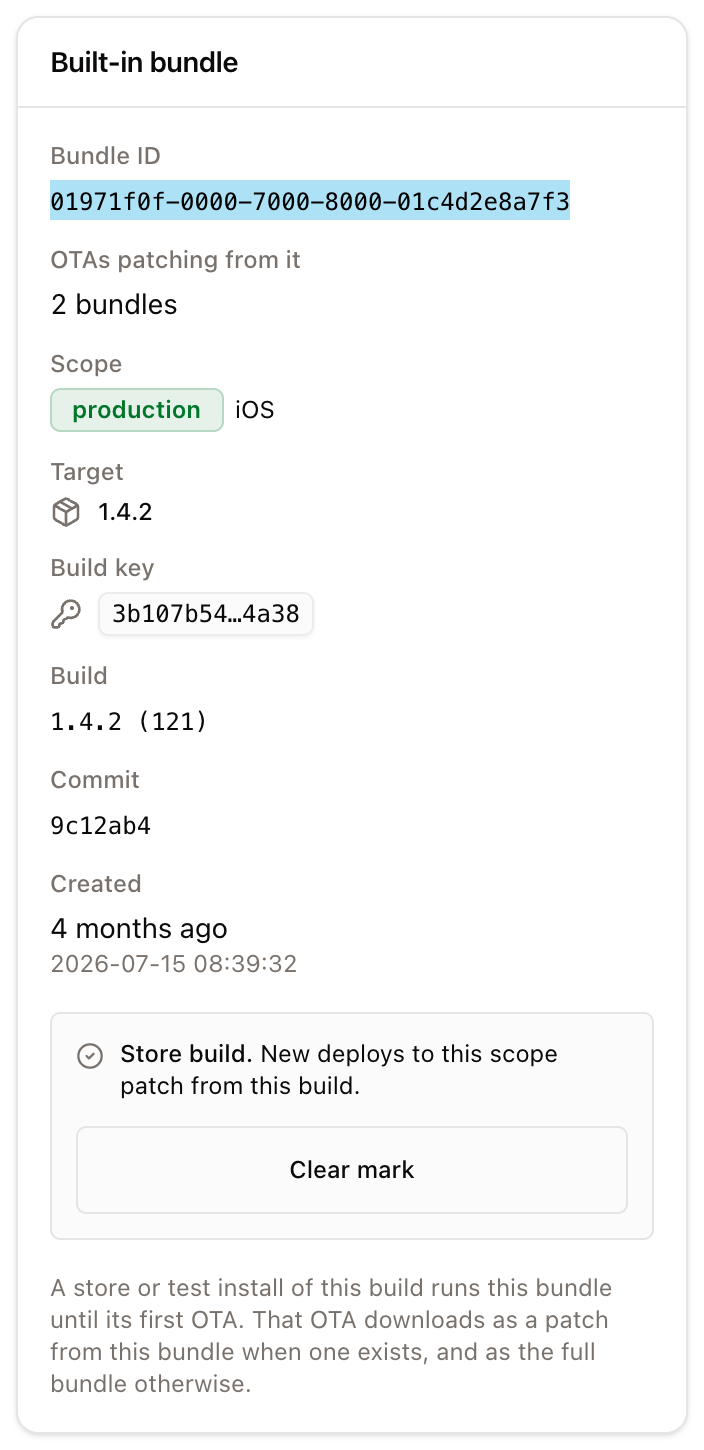 Built-in bundle
Bundle ID
01971f0f-0000-7000-8000-01c4d2e8a7f3
OTAs patching from it
2 bundles
Scope
production iOS
Target
1.4.2
Build key
3b107b54…4a38
Build
1.4.2 (121)
Commit
9c12ab4
Created
4 months ago
2026-07-15 08:39:32
Store build. New deploys to this scope
patch from this build.
Clear mark
A store or test install of this build runs this bundle
until its first OTA. That OTA downloads as a patch
from this bundle when one exists, and as the full
bundle otherwise.